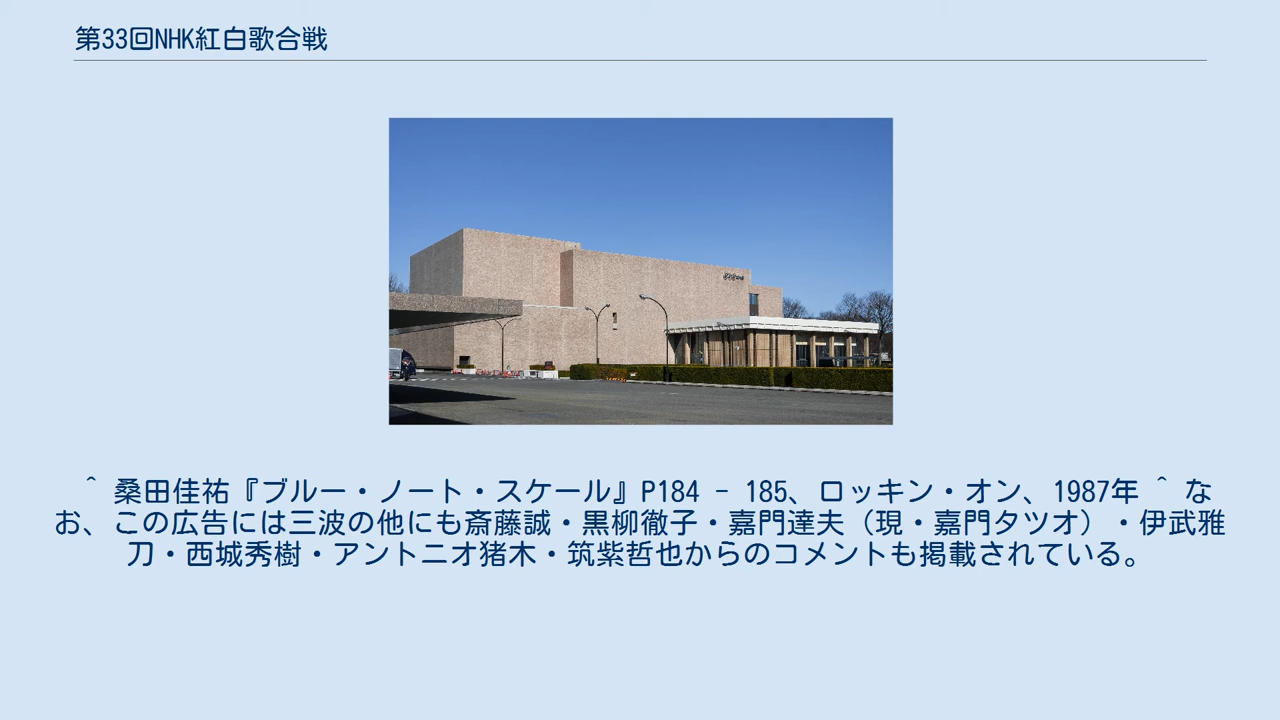 第33回NHK紅白歌合戦
^ 桑田佳祐『ブルー・ノート・スケール』P184 - 185、ロッキン・オン、1987年 ^ な
お、この広告には三波の他にも斎藤誠・黒柳徹子・嘉門達夫（現・嘉門タツオ）・伊武雅
刀・西城秀樹・アントニオ猪木・筑紫哲也からのコメントも掲載されている。